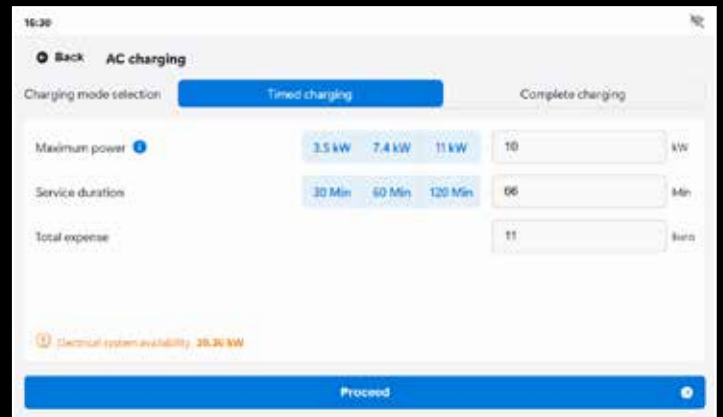 16:30
Back AC charging
Charging mode selection Timed charging Complete charging
Maximum power 3.5 kW 7.4 kW 11 kW 10 kW
Service duration 30 Min 60 Min 120 Min 66 Min
Total expense 11 Euro
Electrical system availability
Proceed